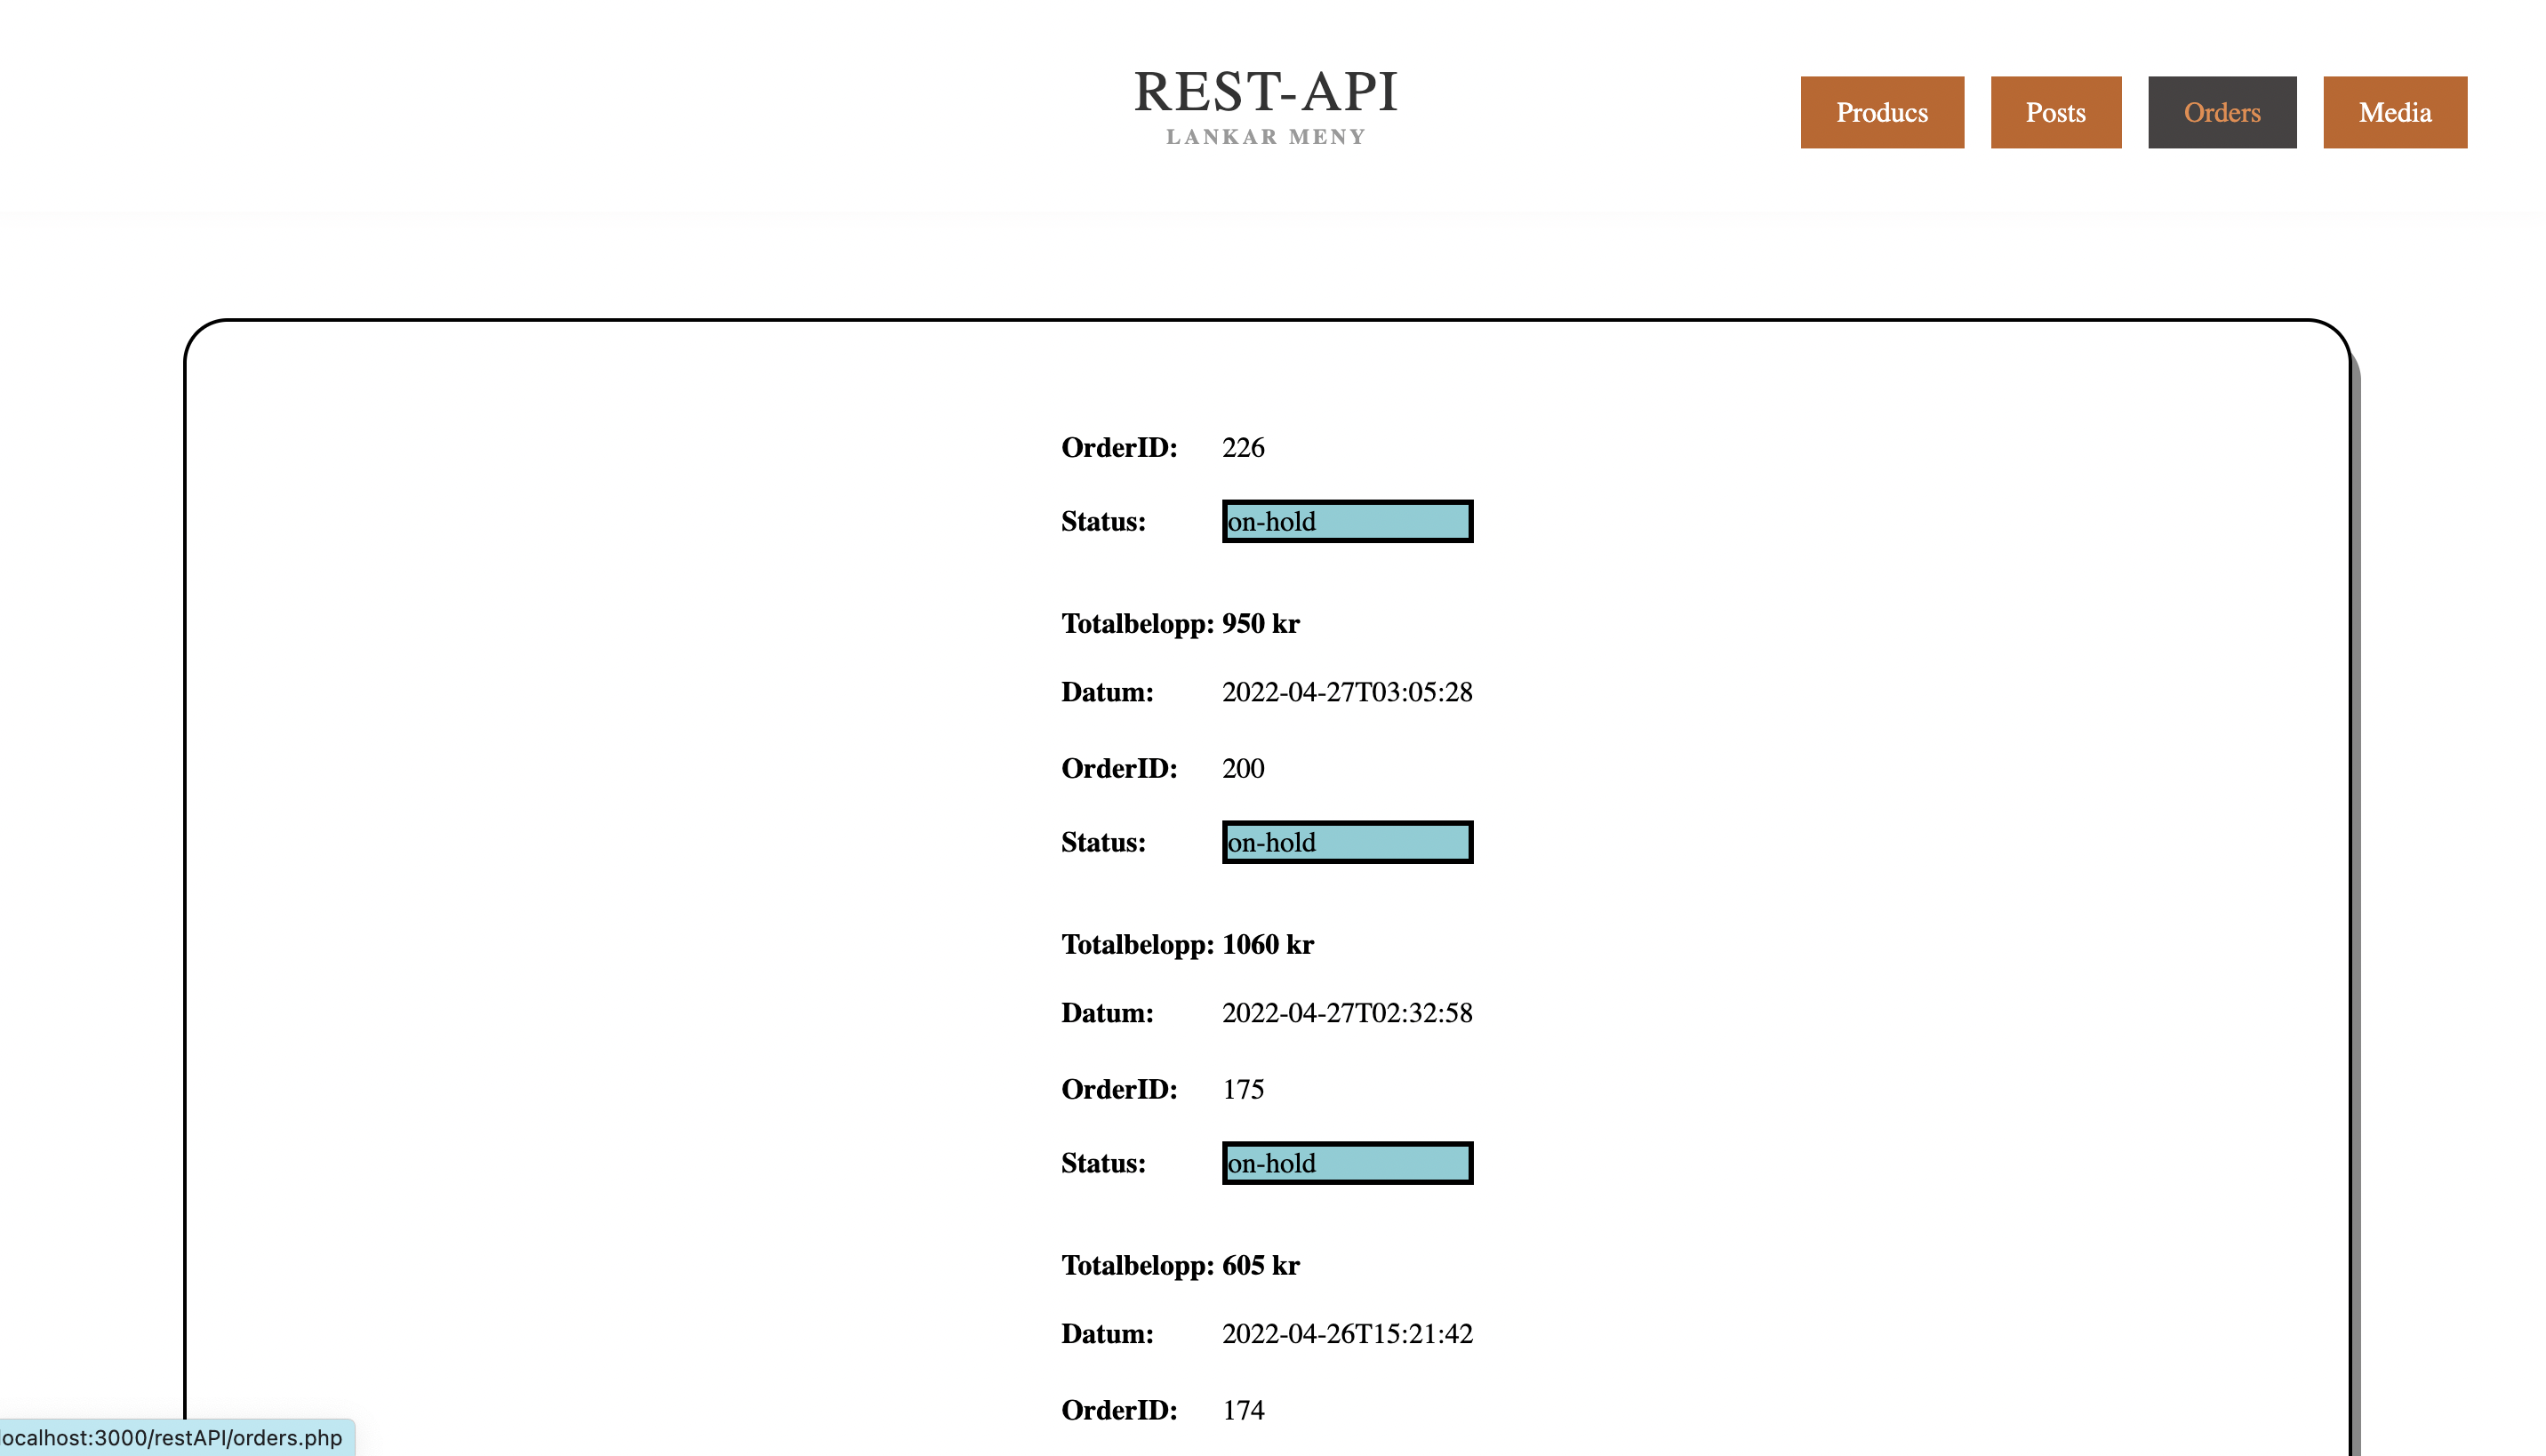 REST-API
LANKAR MENY
Producs Posts Orders Media
OrderID: 226
Status: on-hold
Totalbelopp: 950 kr
Datum: 2022-04-27T03:05:28
OrderID: 200
Status: on-hold
Totalbelopp: 1060 kr
Datum: 2022-04-27T02:32:58
OrderID: 175
Status: on-hold
Totalbelopp: 605 kr
Datum: 2022-04-26T15:21:42
OrderID: 174
localhost:3000/restAPI/orders.php